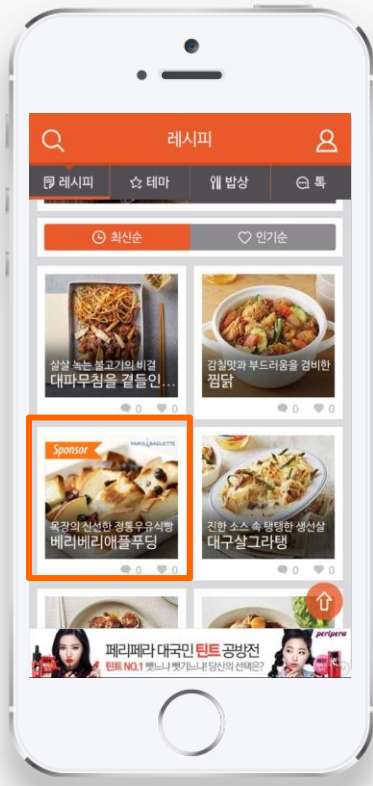 레시피
레시피
테마
밥상
톡
최신순
인기순
살살 녹는 불고기의 비결
대파무침을 곁들인...
0 0
감칠맛과 부드러움을 겸비한
찜닭
0 0
Sponsor
PARIS BAGUETTE
목장의 신선한 정통우유식빵
베리베리애플푸딩
0 0
진한 소스 속 탱탱한 생선살
대구살그라탱
0 0
페리페라 대국민 틴트 공방전
틴트 NO.1 뺏느냐 뺏기느냐! 당신의 선택은?
peripera